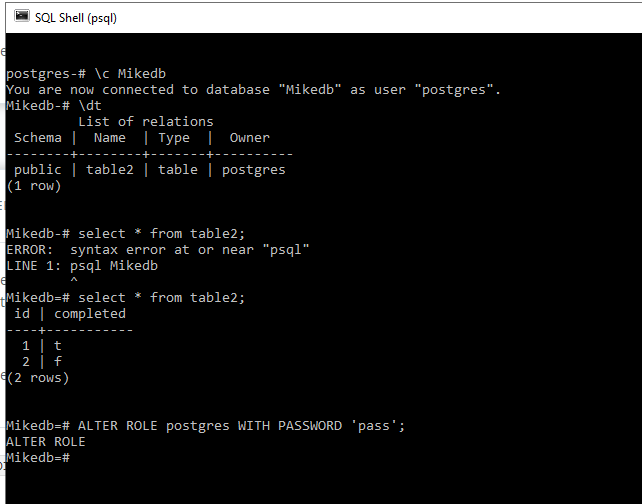 SQL Shell (psql)
postgres-# \c Mikedb
You are now connected to database "Mikedb" as user "postgres".
Mikedb-# \dt
         List of relations
 Schema |  Name  | Type  |  Owner
--------+--------+-------+----------
 public | table2 | table | postgres
(1 row)
Mikedb-# select * from table2;
ERROR:  syntax error at or near "psql"
LINE 1: psql Mikedb
        ^
Mikedb=# select * from table2;
 id | completed
----+-----------
  1 | t
  2 | f
(2 rows)
Mikedb=# ALTER ROLE postgres WITH PASSWORD 'pass';
ALTER ROLE
Mikedb=#